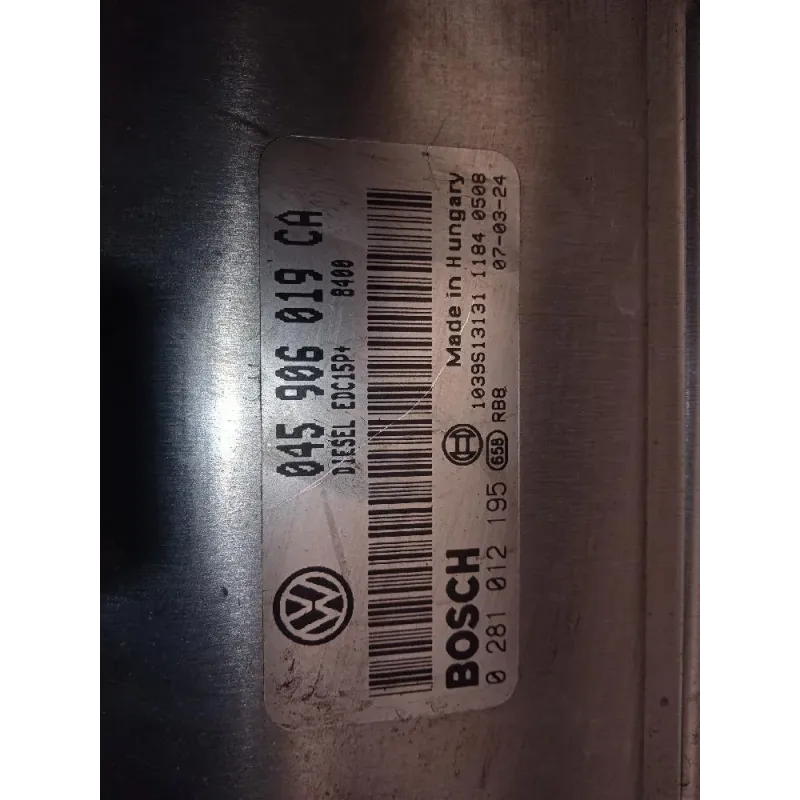 045 906 019 CA
DIESEL EDC15P+ 8400
BOSCH
Made in Hungary
0 281 012 195
658
1039S13131 1184 0508
RB8
07-03-24